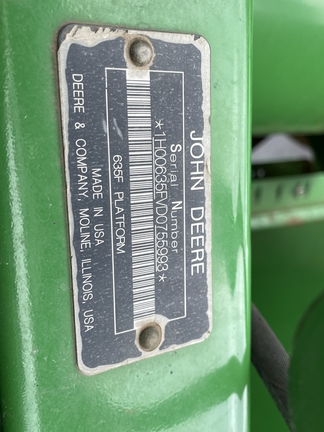 JOHN DEERE
Serial Number
*1H00635FVD0755993*
635F PLATFORM
MADE IN USA
DEERE & COMPANY, MOLINE, ILLINOIS, USA